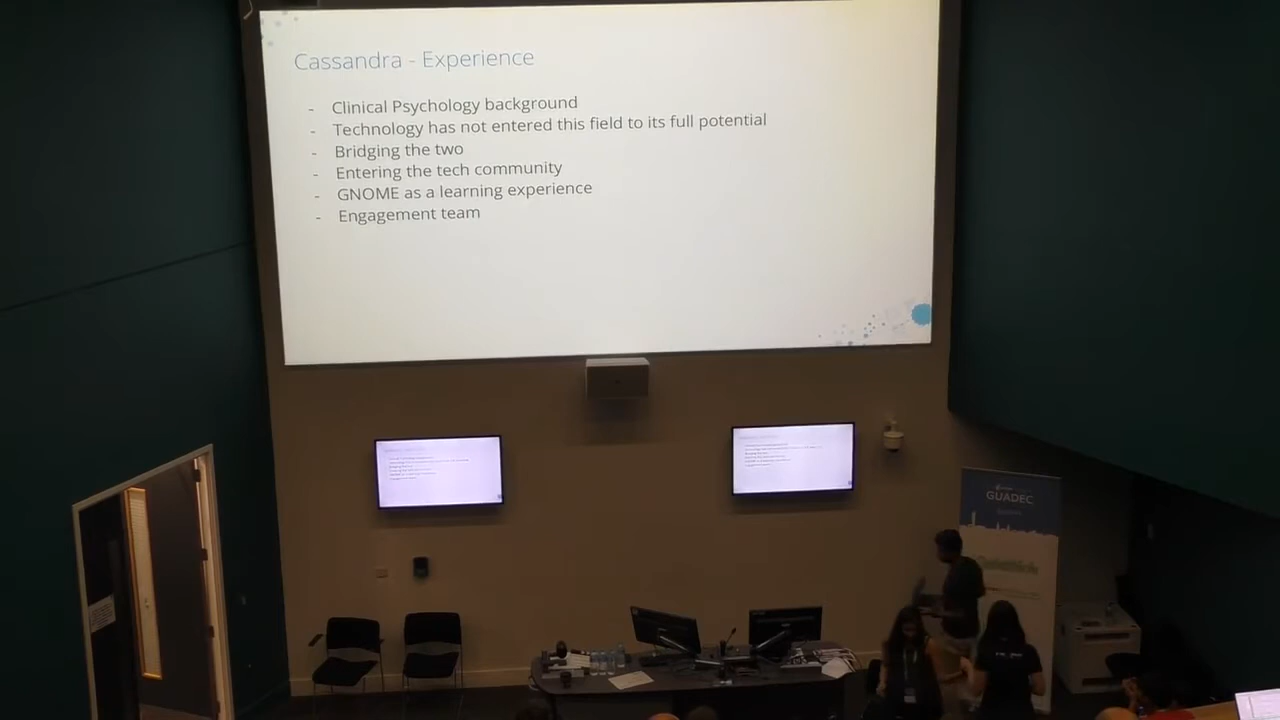 Cassandra - Experience
- Clinical Psychology background
- Technology has not entered this field to its full potential
- Bridging the two
- Entering the tech community
- GNOME as a learning experience
- Engagement team
GUADEC